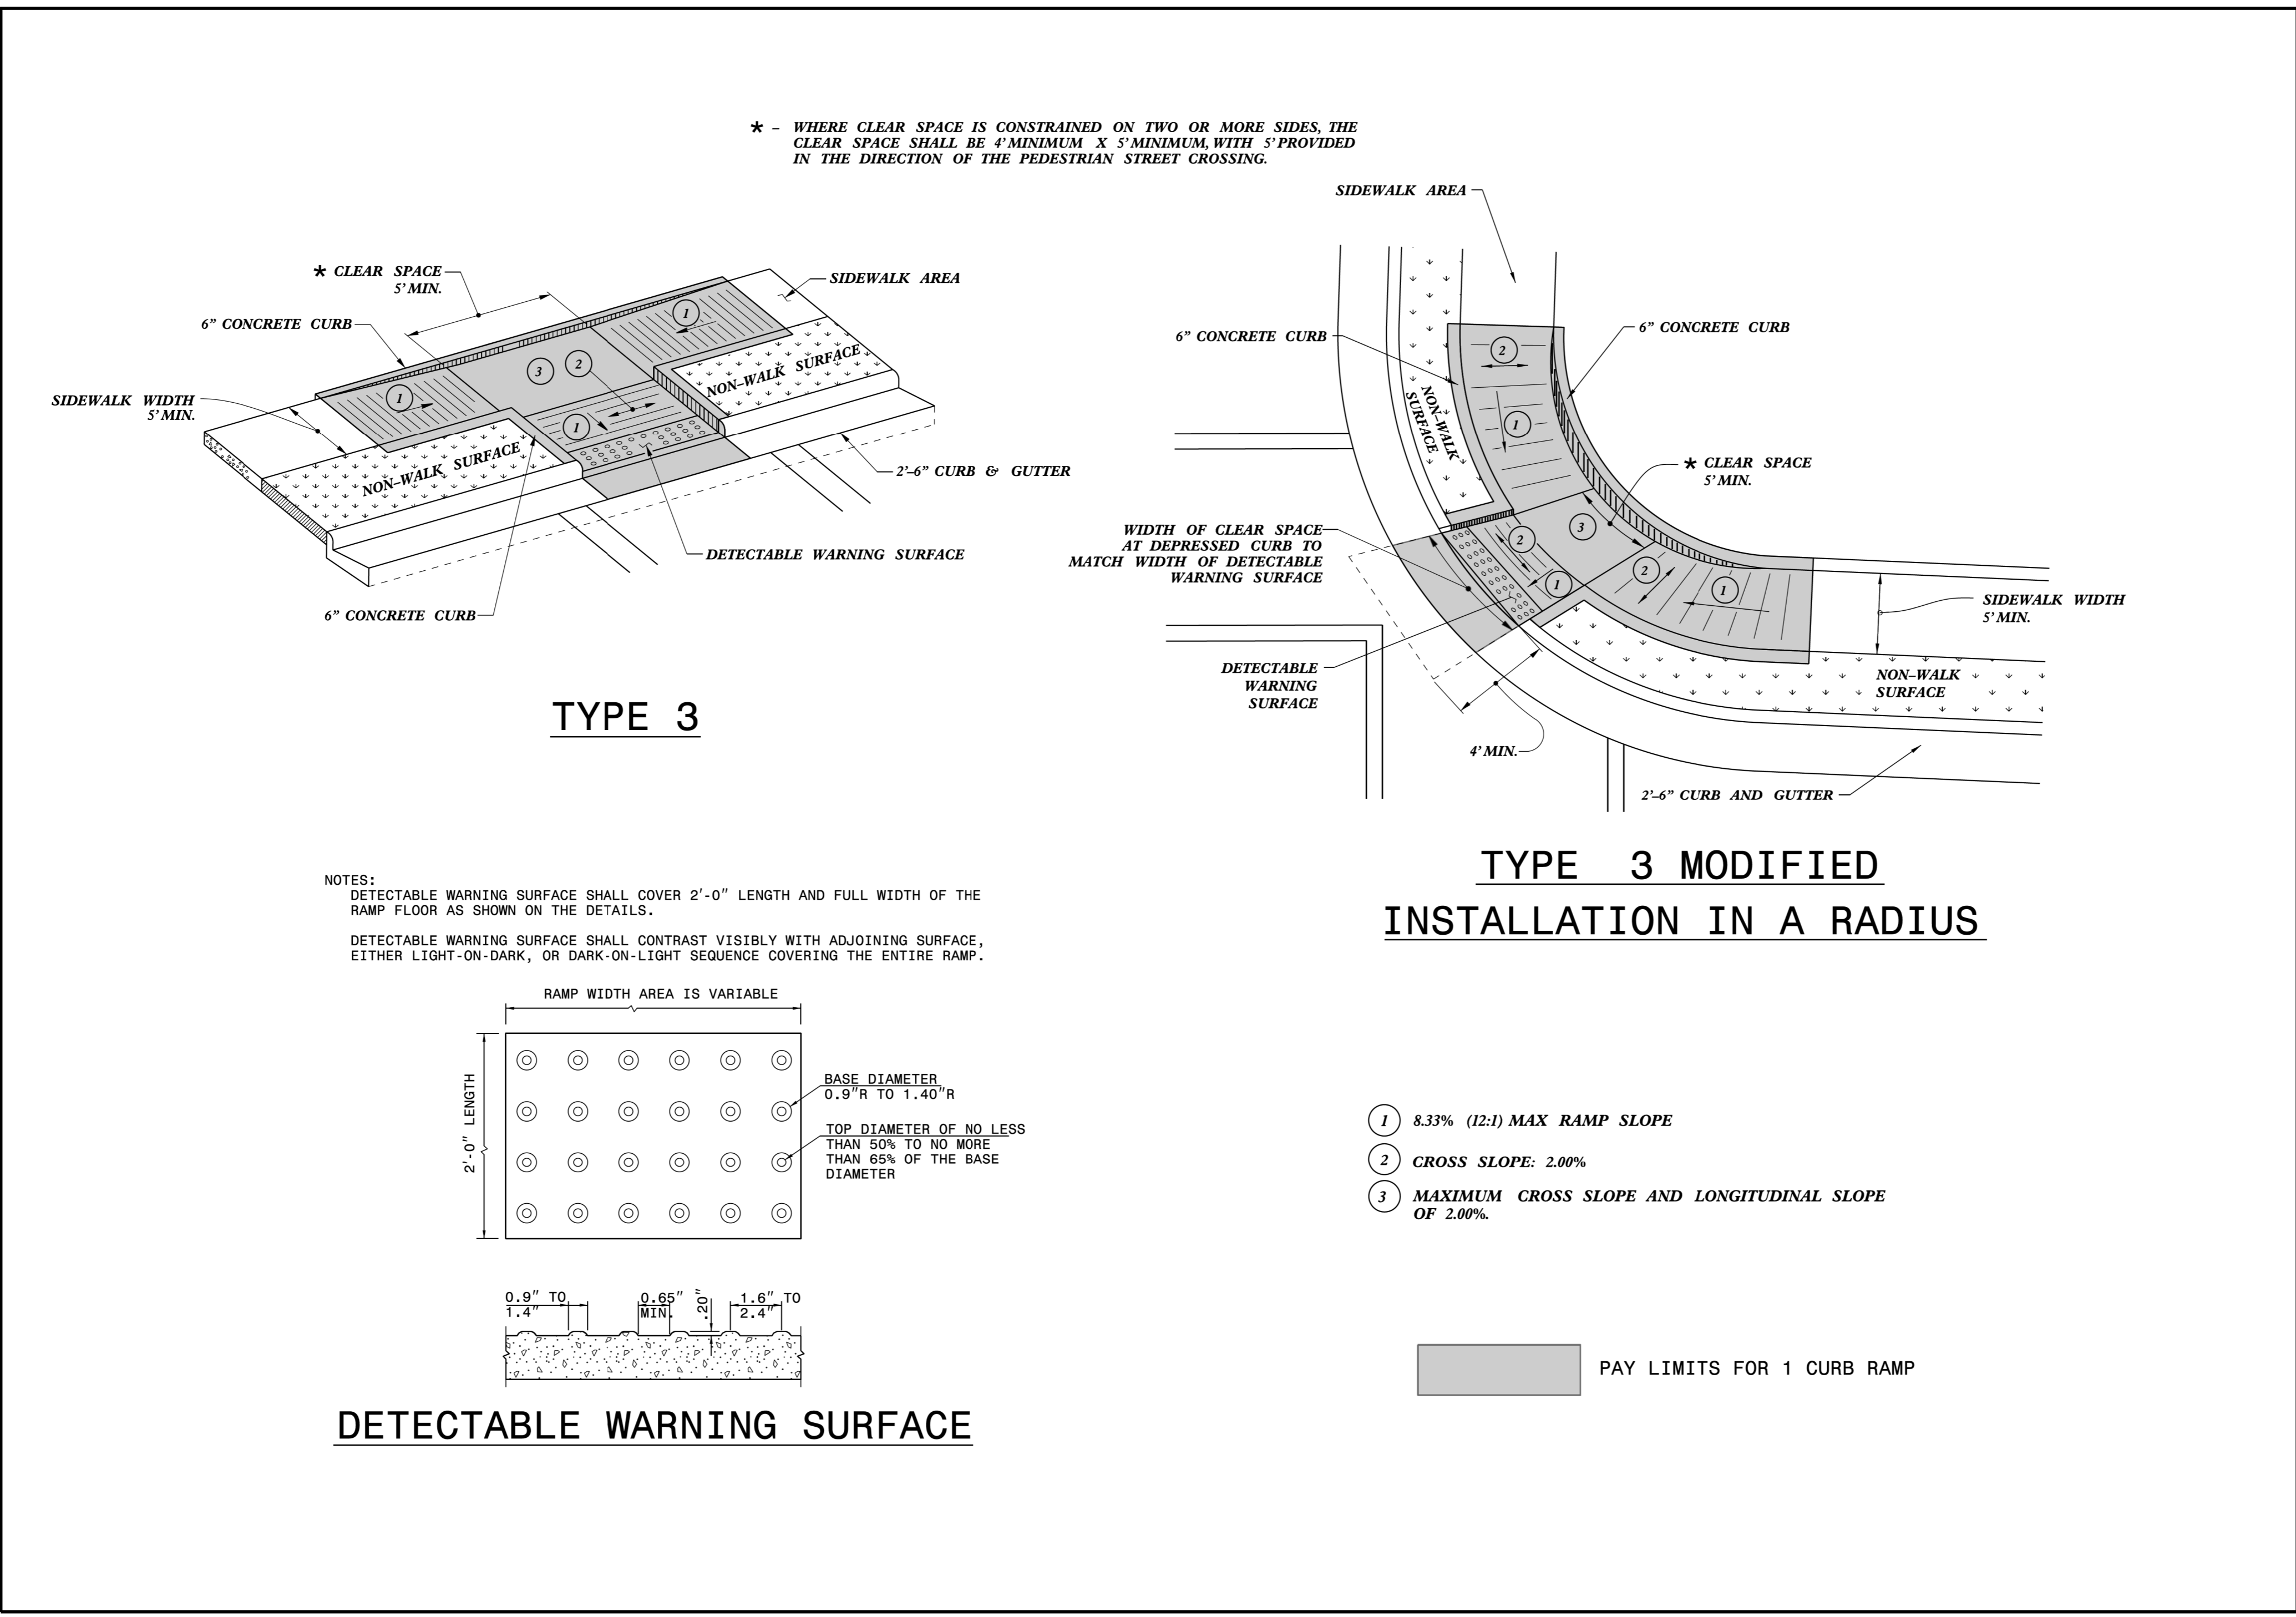 * – WHERE CLEAR SPACE IS CONSTRAINED ON TWO OR MORE SIDES, THE
CLEAR SPACE SHALL BE 4' MINIMUM X 5' MINIMUM, WITH 5' PROVIDED
IN THE DIRECTION OF THE PEDESTRIAN STREET CROSSING.
* CLEAR SPACE
5' MIN.
SIDEWALK AREA
6" CONCRETE CURB
1
3
2
NON–WALK SURFACE
SIDEWALK WIDTH
5' MIN.
1
1
NON–WALK SURFACE
2'–6" CURB & GUTTER
DETECTABLE WARNING SURFACE
6" CONCRETE CURB
TYPE 3
SIDEWALK AREA
6" CONCRETE CURB
6" CONCRETE CURB
2
NON–WALK
SURFACE
1
* CLEAR SPACE
5' MIN.
WIDTH OF CLEAR SPACE
AT DEPRESSED CURB TO
MATCH WIDTH OF DETECTABLE
WARNING SURFACE
3
2
2
1
1
SIDEWALK WIDTH
5' MIN.
DETECTABLE
WARNING
SURFACE
NON–WALK
SURFACE
4' MIN.
2'–6" CURB AND GUTTER
TYPE 3 MODIFIED
INSTALLATION IN A RADIUS
NOTES:
DETECTABLE WARNING SURFACE SHALL COVER 2'-0" LENGTH AND FULL WIDTH OF THE
RAMP FLOOR AS SHOWN ON THE DETAILS.
DETECTABLE WARNING SURFACE SHALL CONTRAST VISIBLY WITH ADJOINING SURFACE,
EITHER LIGHT-ON-DARK, OR DARK-ON-LIGHT SEQUENCE COVERING THE ENTIRE RAMP.
RAMP WIDTH AREA IS VARIABLE
2'-0" LENGTH
BASE DIAMETER
0.9"R TO 1.40"R
TOP DIAMETER OF NO LESS
THAN 50% TO NO MORE
THAN 65% OF THE BASE
DIAMETER
0.9" TO
1.4"
0.65"
MIN.
.20"
1.6" TO
2.4"
DETECTABLE WARNING SURFACE
1 8.33% (12:1) MAX RAMP SLOPE
2 CROSS SLOPE: 2.00%
3 MAXIMUM CROSS SLOPE AND LONGITUDINAL SLOPE
OF 2.00%.
PAY LIMITS FOR 1 CURB RAMP